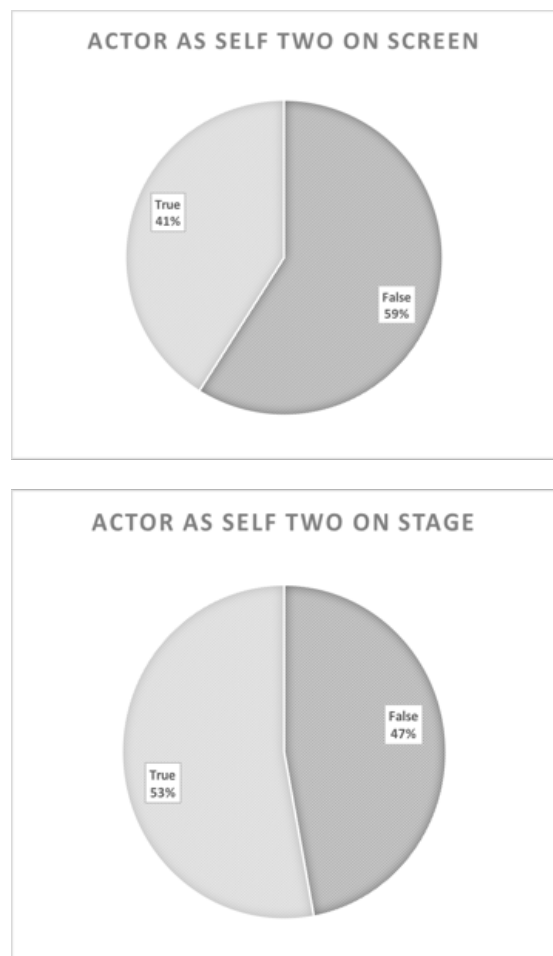 ACTOR AS SELF TWO ON SCREEN
True
41%
False
59%
ACTOR AS SELF TWO ON STAGE
False
47%
True
53%